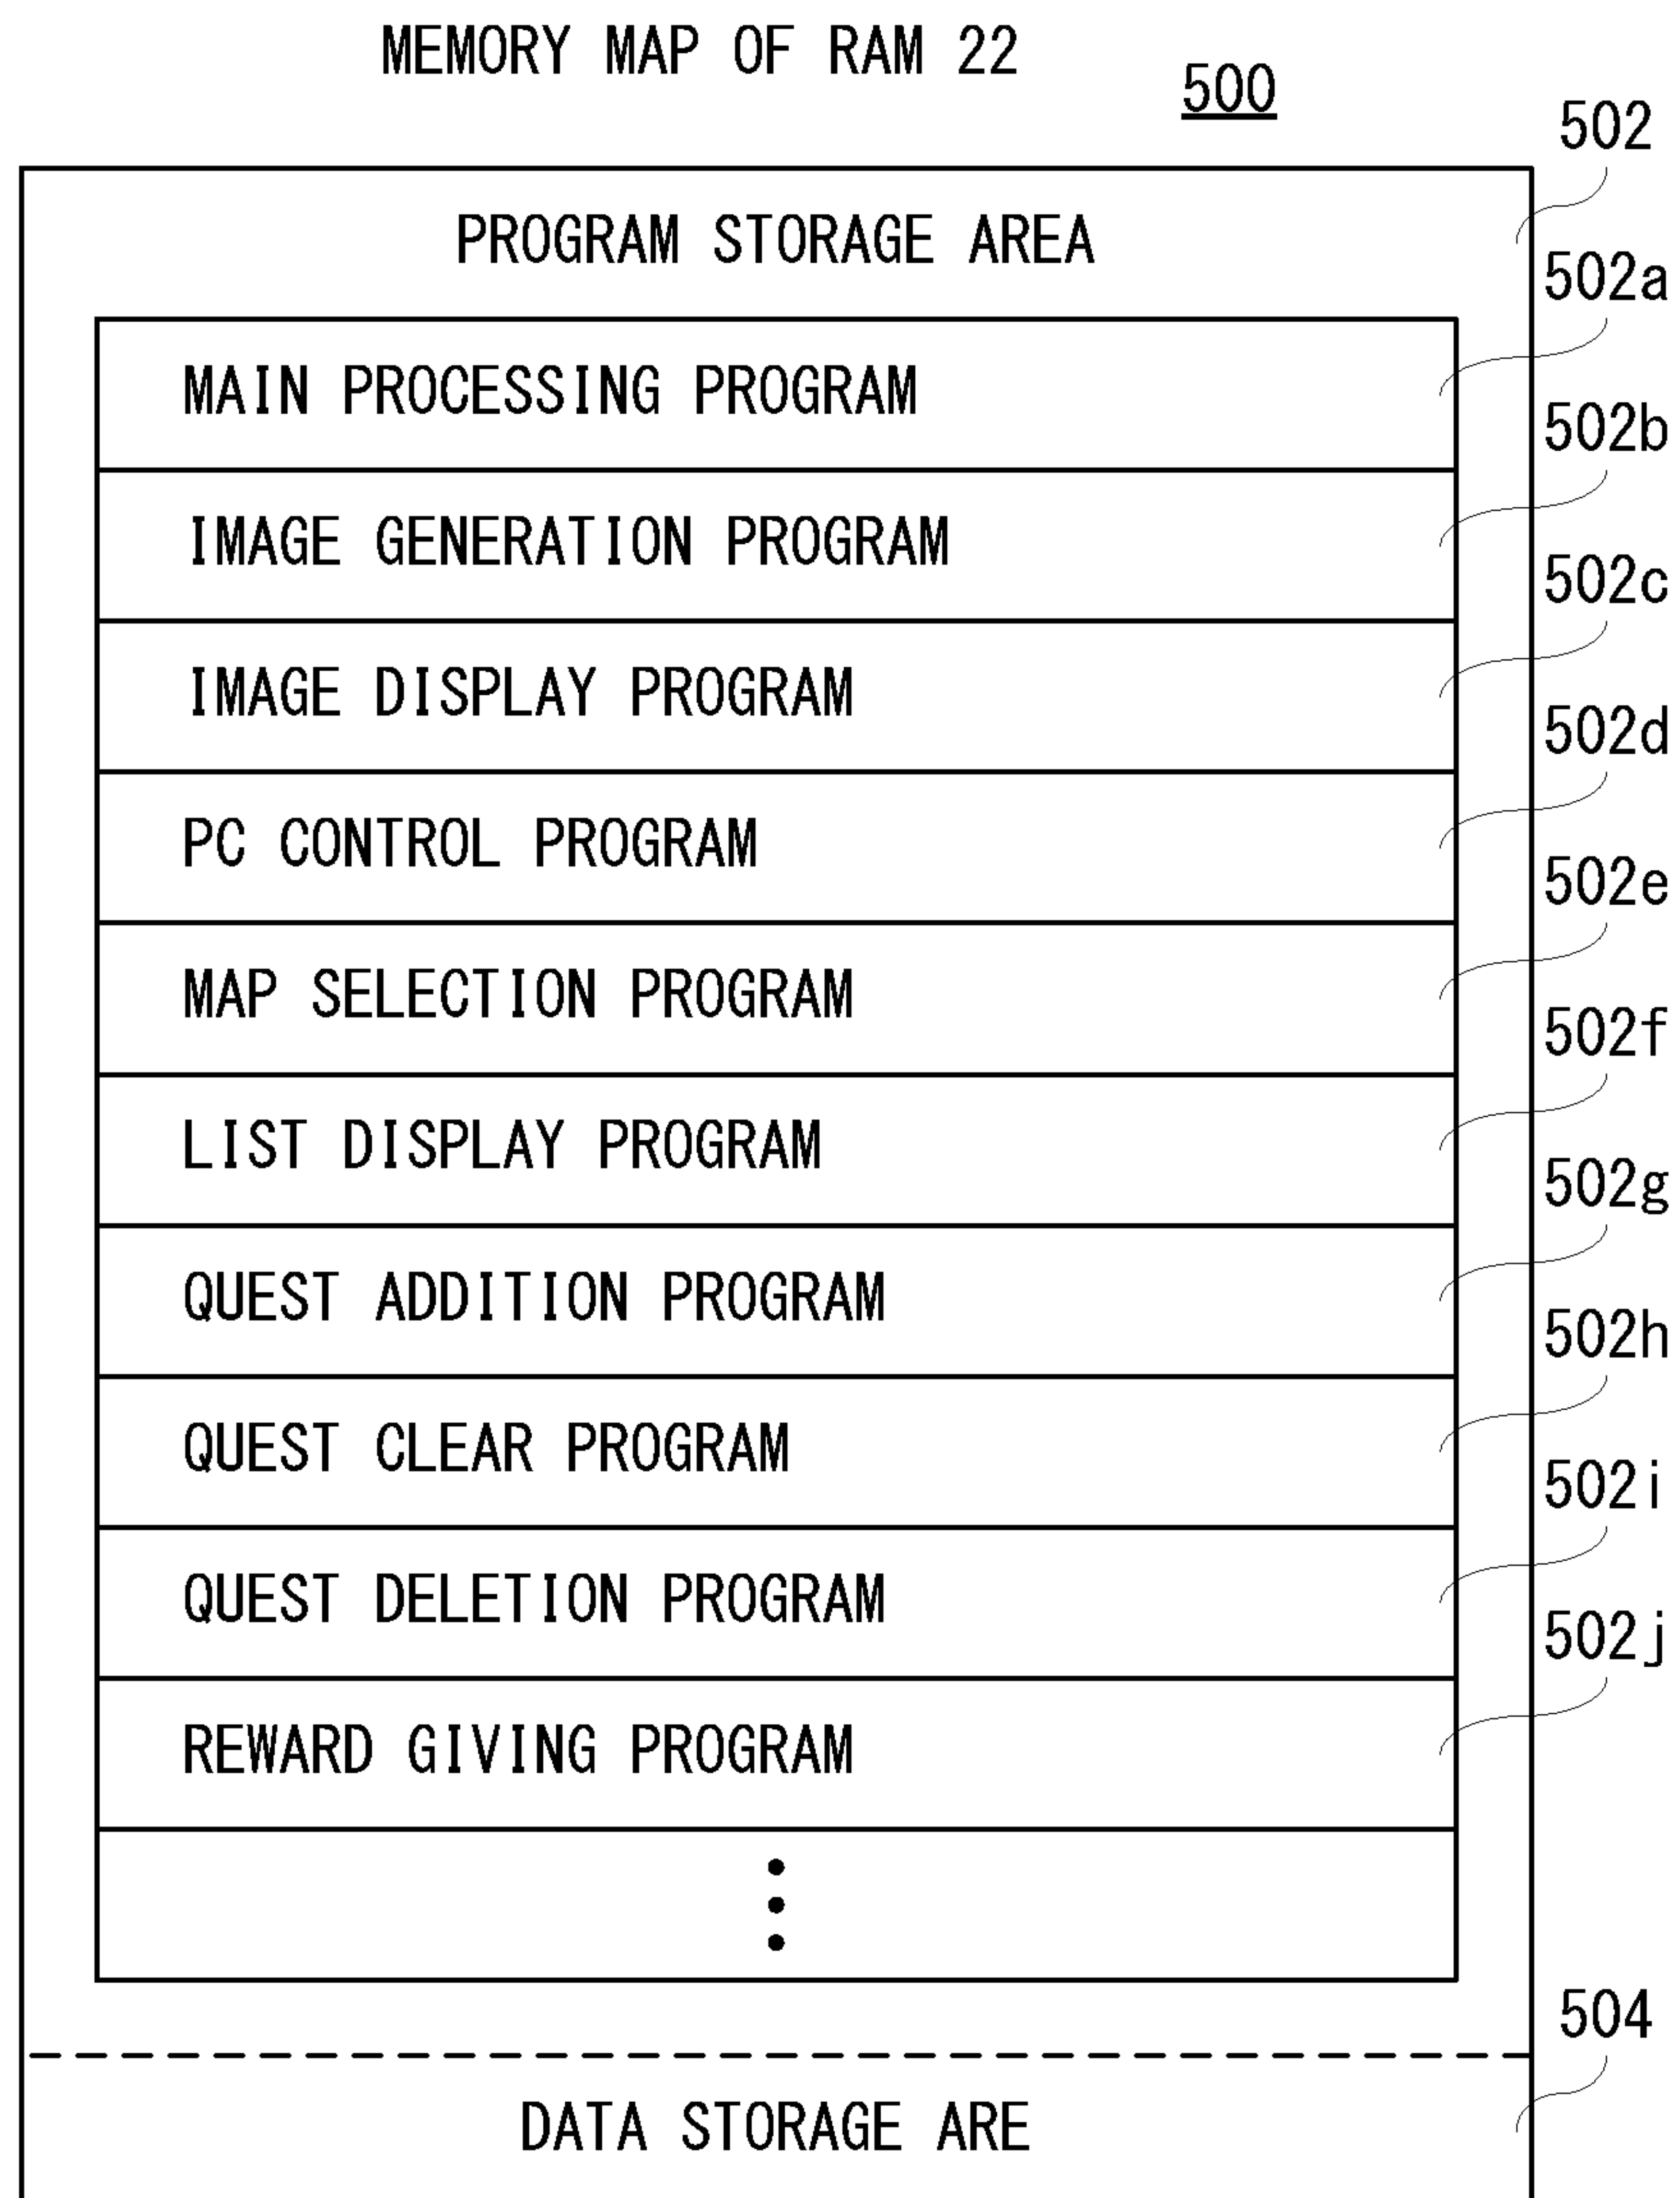 MEMORY MAP OF RAM 22
500
502
PROGRAM STORAGE AREA
502a
MAIN PROCESSING PROGRAM
502b
IMAGE GENERATION PROGRAM
502c
IMAGE DISPLAY PROGRAM
502d
PC CONTROL PROGRAM
502e
MAP SELECTION PROGRAM
502f
LIST DISPLAY PROGRAM
502g
QUEST ADDITION PROGRAM
502h
QUEST CLEAR PROGRAM
502i
QUEST DELETION PROGRAM
502j
REWARD GIVING PROGRAM
504
DATA STORAGE ARE